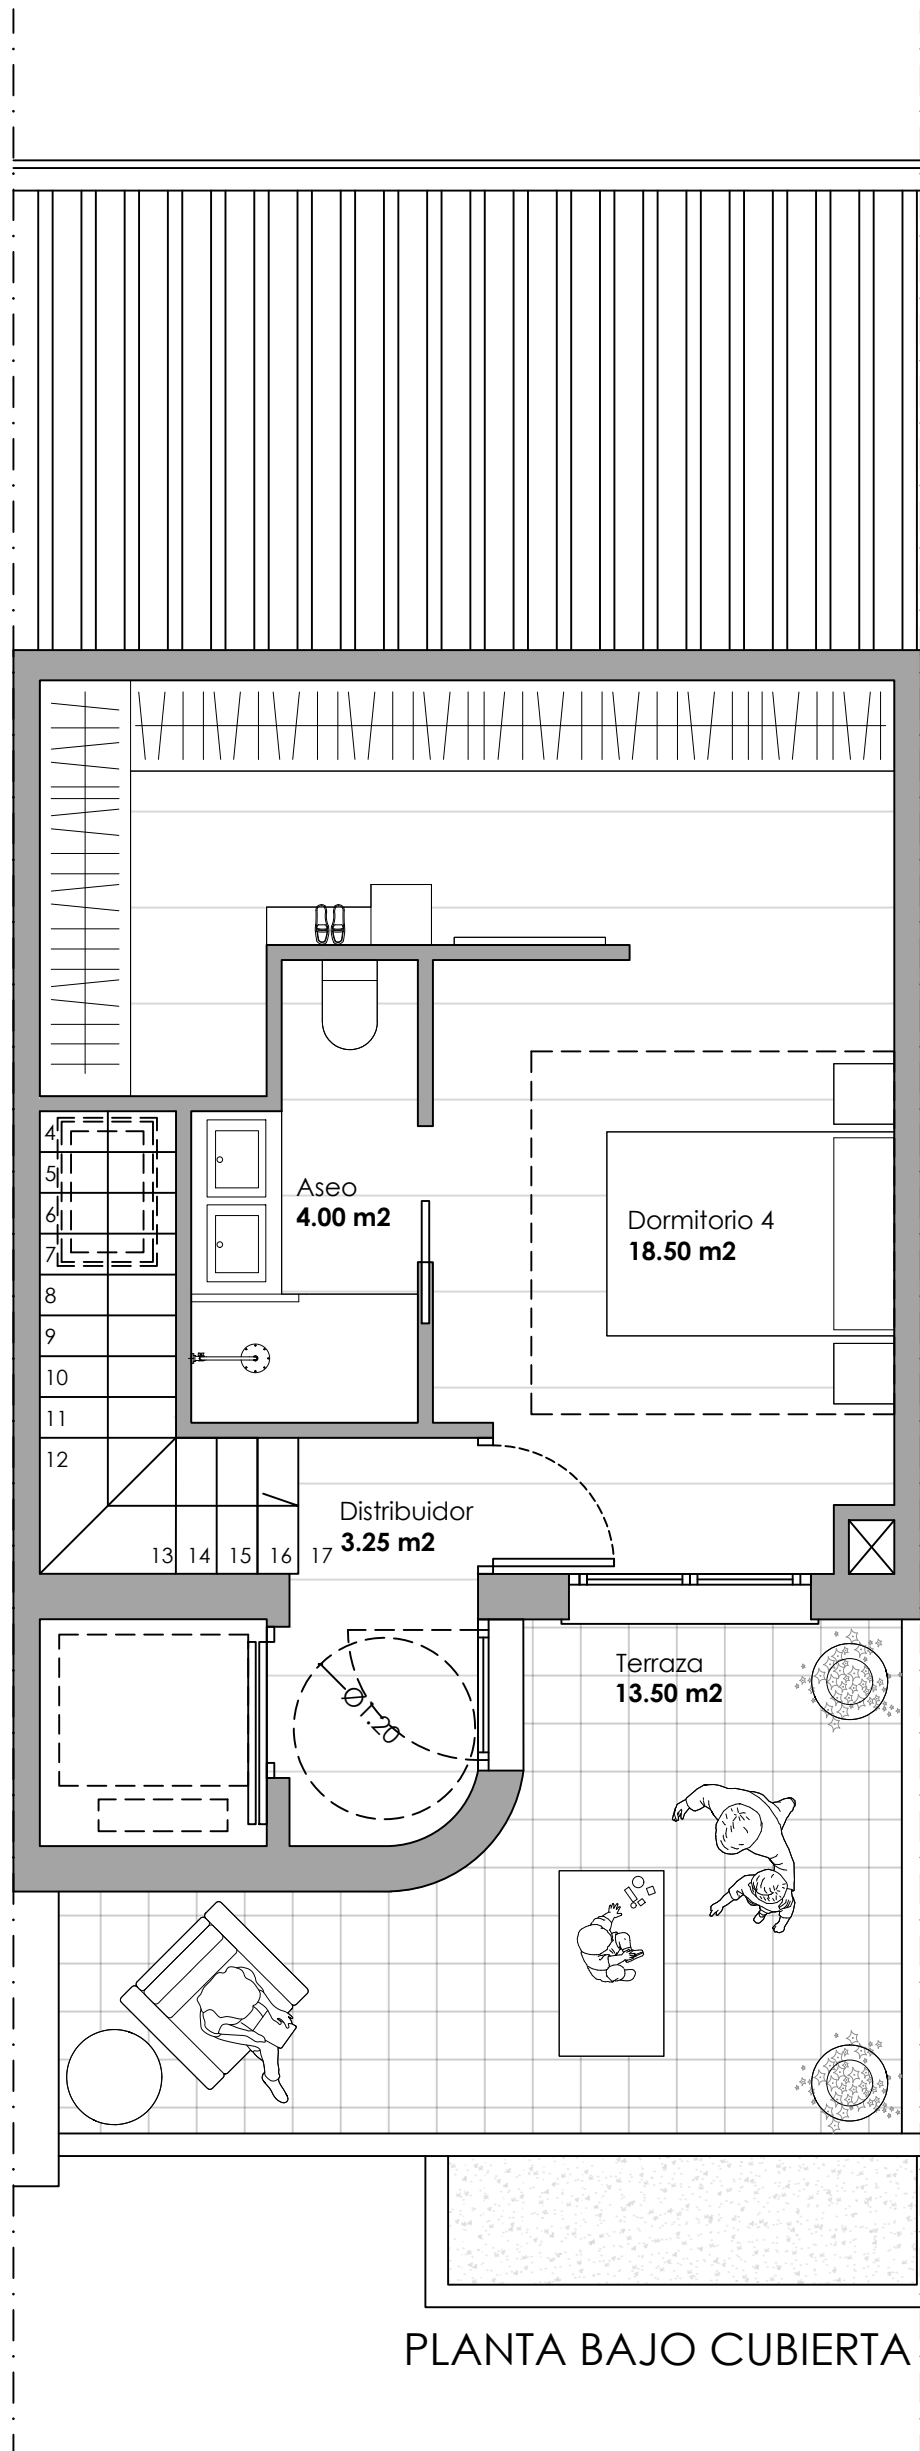 4
5
6
7
8
9
10
11
12
13 14 15 16 17
Aseo
4.00 m2
Dormitorio 4
18.50 m2
Distribuidor
3.25 m2
Terraza
13.50 m2
Ø1.20
PLANTA BAJO CUBIERTA